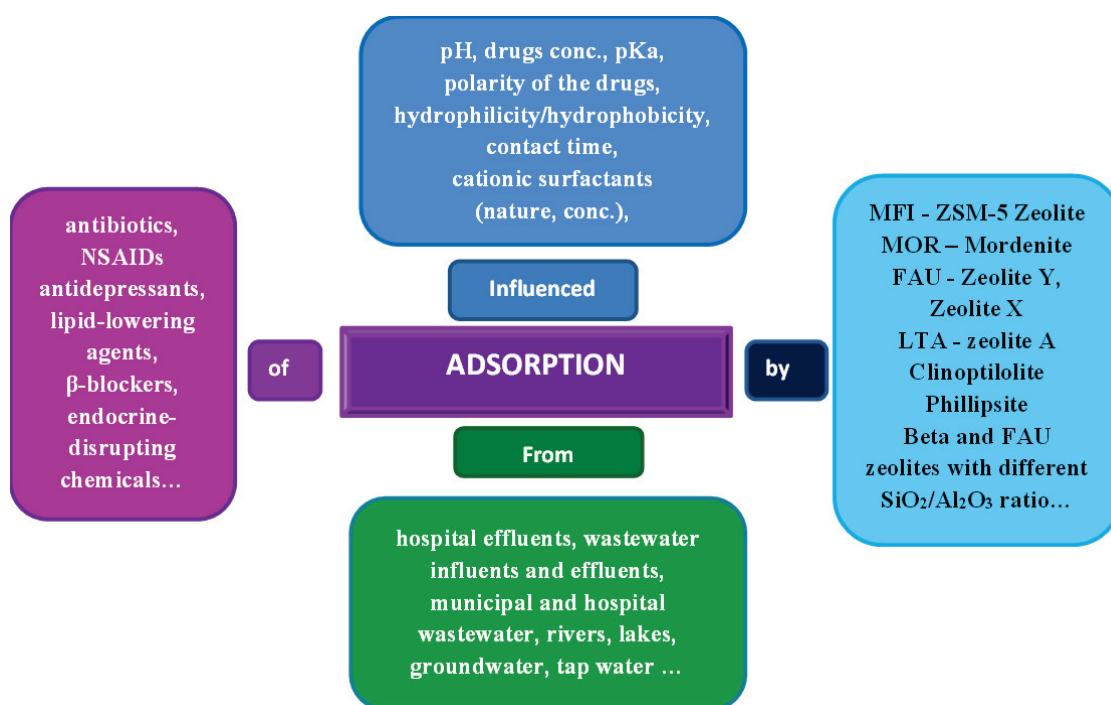 pH, drugs conc., pKa,
polarity of the drugs,
hydrophilicity/hydrophobicity,
contact time,
cationic surfactants
(nature, conc.),
Influenced
antibiotics,
NSAIDs
antidepressants,
lipid-lowering
agents,
β-blockers,
endocrine-
disrupting
chemicals...
of
ADSORPTION
by
MFI - ZSM-5 Zeolite
MOR – Mordenite
FAU - Zeolite Y,
Zeolite X
LTA - zeolite A
Clinoptilolite
Phillipsite
Beta and FAU
zeolites with different
SiO₂/Al₂O₃ ratio...
From
hospital effluents, wastewater
influents and effluents,
municipal and hospital
wastewater, rivers, lakes,
groundwater, tap water ...